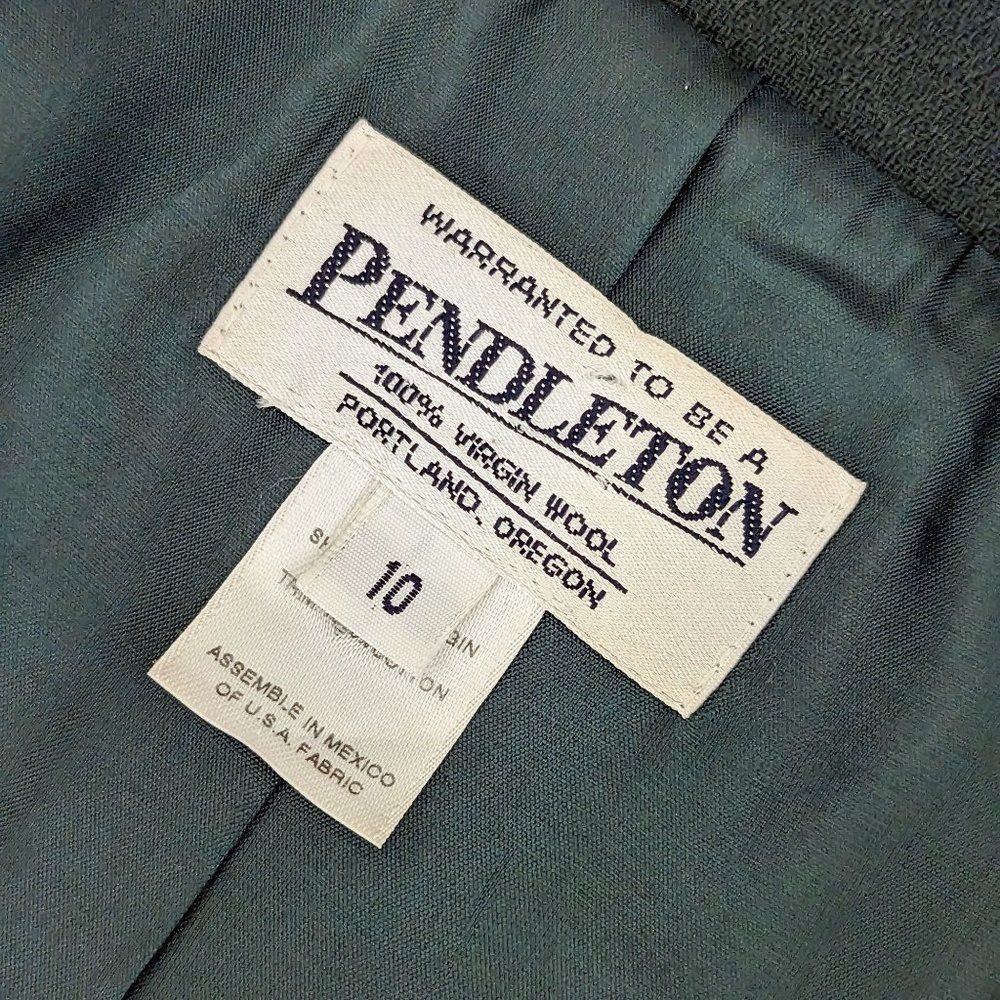 WARRANTED TO BE A
PENDLETON
100% VIRGIN WOOL
PORTLAND, OREGON
10
ASSEMBLE IN MEXICO
OF U.S.A. FABRIC